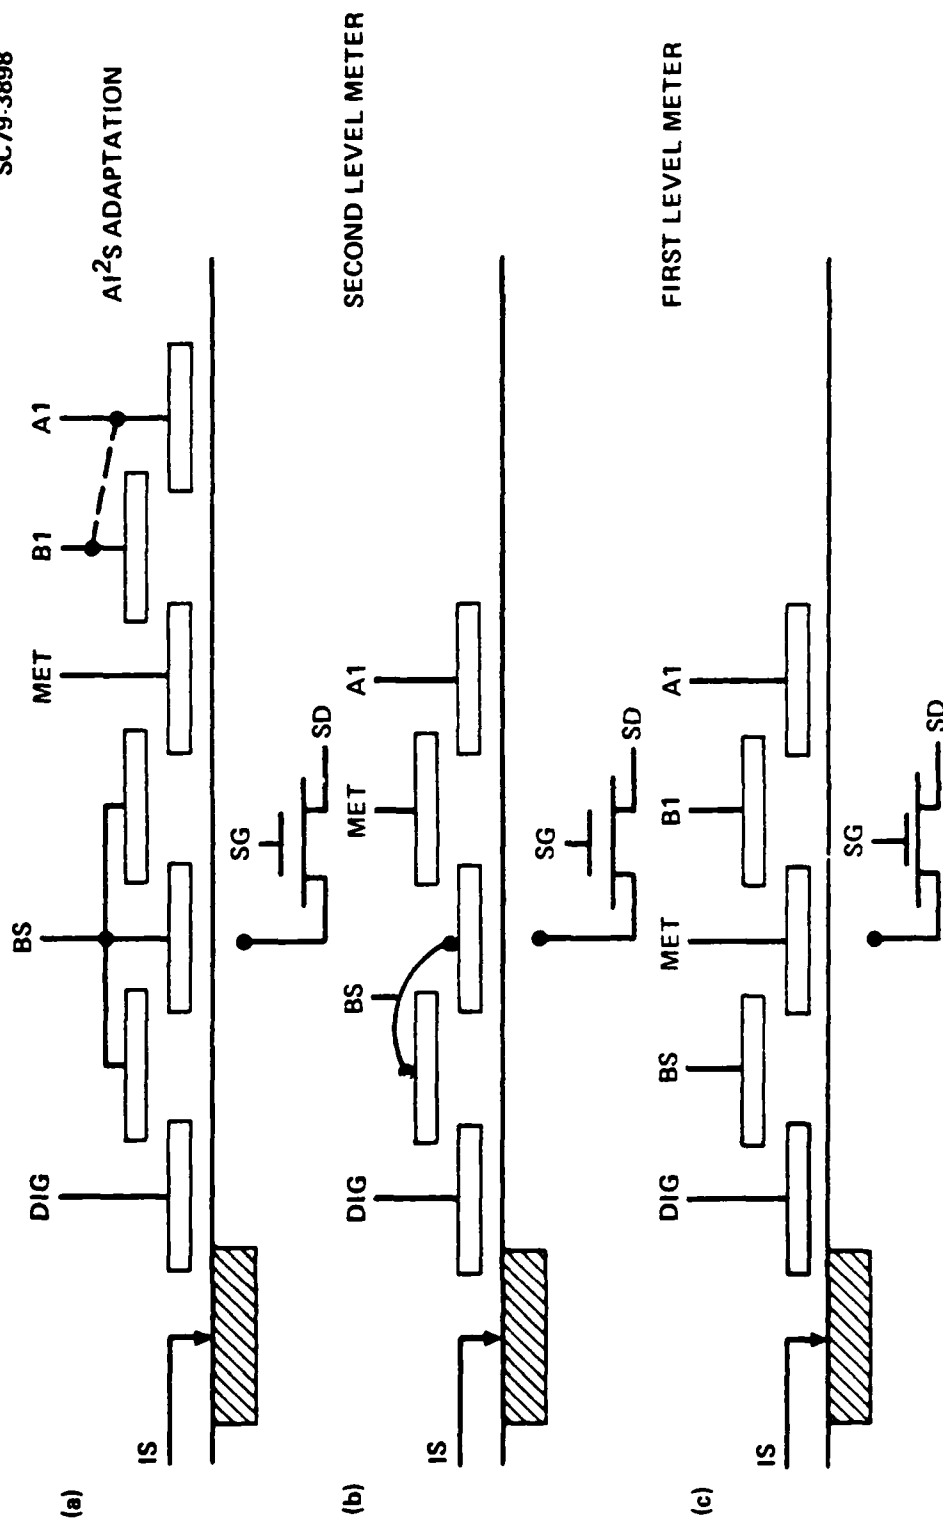 SC79-3898
(a)
AI²S ADAPTATION
IS
DIG
BS
MET
B1
A1
SG
SD
(b)
SECOND LEVEL METER
IS
DIG
BS
MET
A1
SG
SD
(c)
FIRST LEVEL METER
IS
DIG
BS
MET
B1
A1
SG
SD